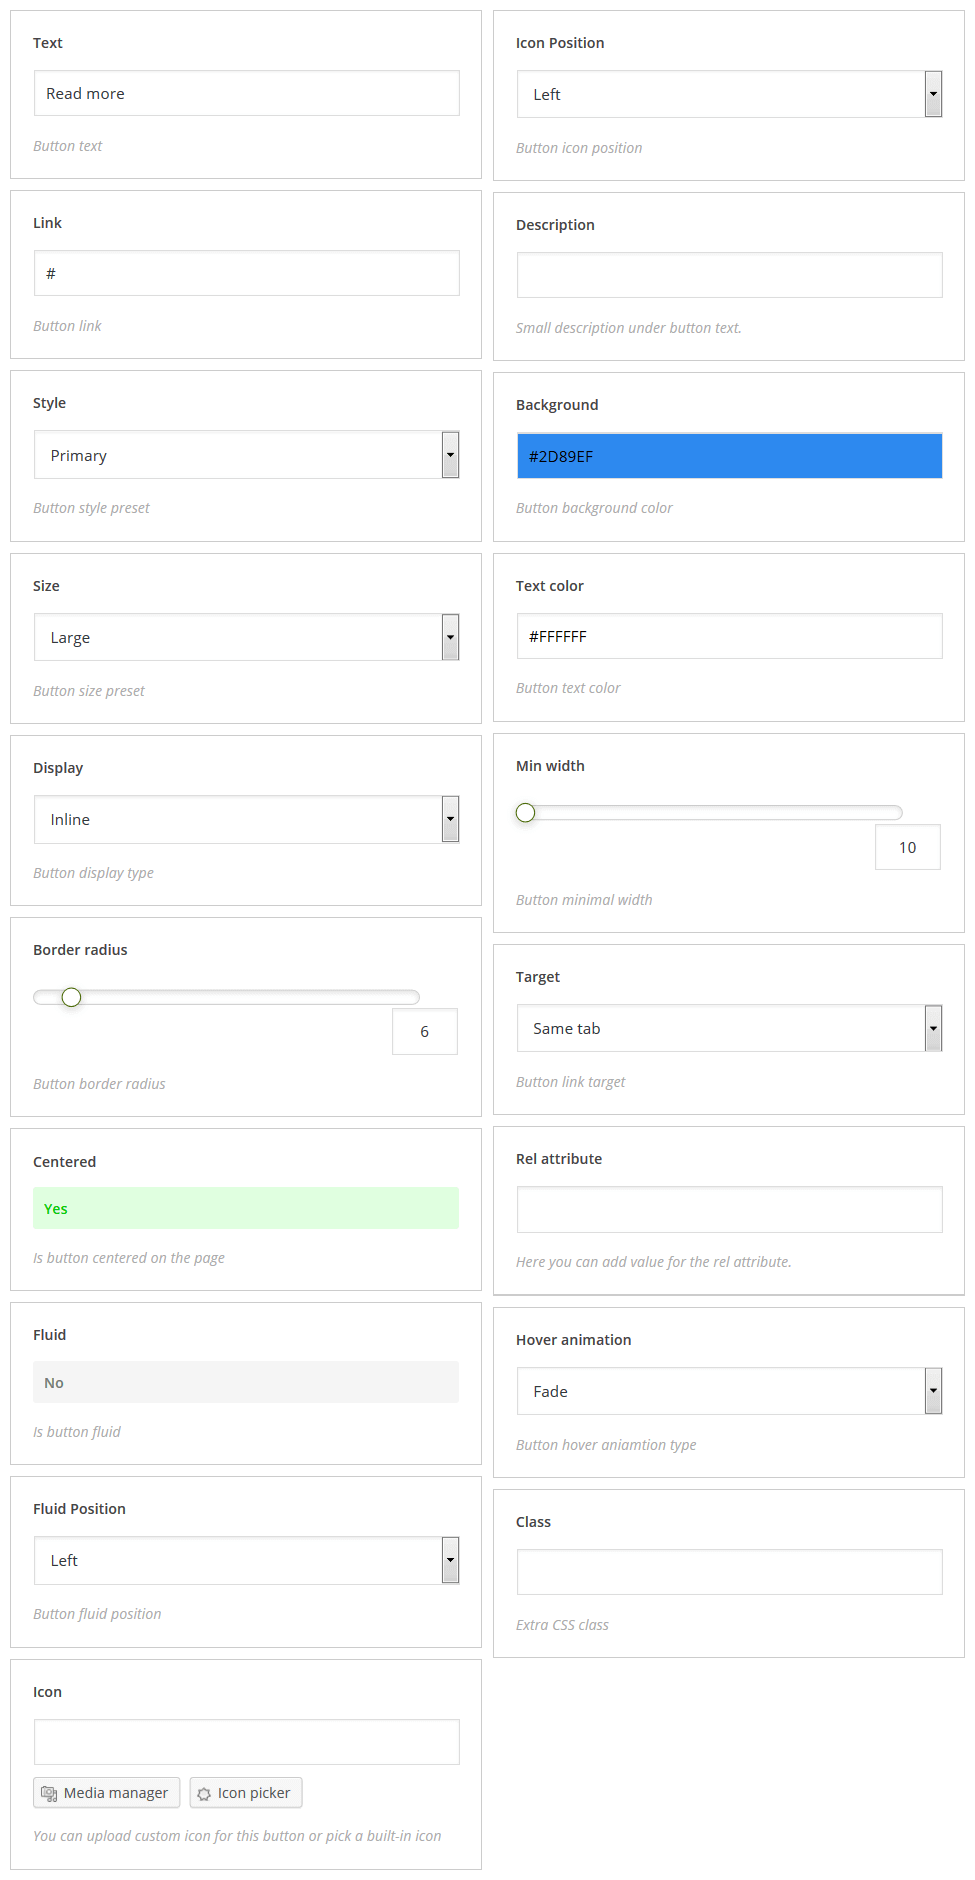 Text
Read more
Button text
Link
#
Button link
Style
Primary
Button style preset
Size
Large
Button size preset
Display
Inline
Button display type
Border radius
6
Button border radius
Centered
Yes
Is button centered on the page
Fluid
No
Is button fluid
Fluid Position
Left
Button fluid position
Icon
Media manager
Icon picker
You can upload custom icon for this button or pick a built-in icon
Icon Position
Left
Button icon position
Description
Small description under button text.
Background
#2D89EF
Button background color
Text color
#FFFFFF
Button text color
Min width
10
Button minimal width
Target
Same tab
Button link target
Rel attribute
Here you can add value for the rel attribute.
Hover animation
Fade
Button hover aniamtion type
Class
Extra CSS class